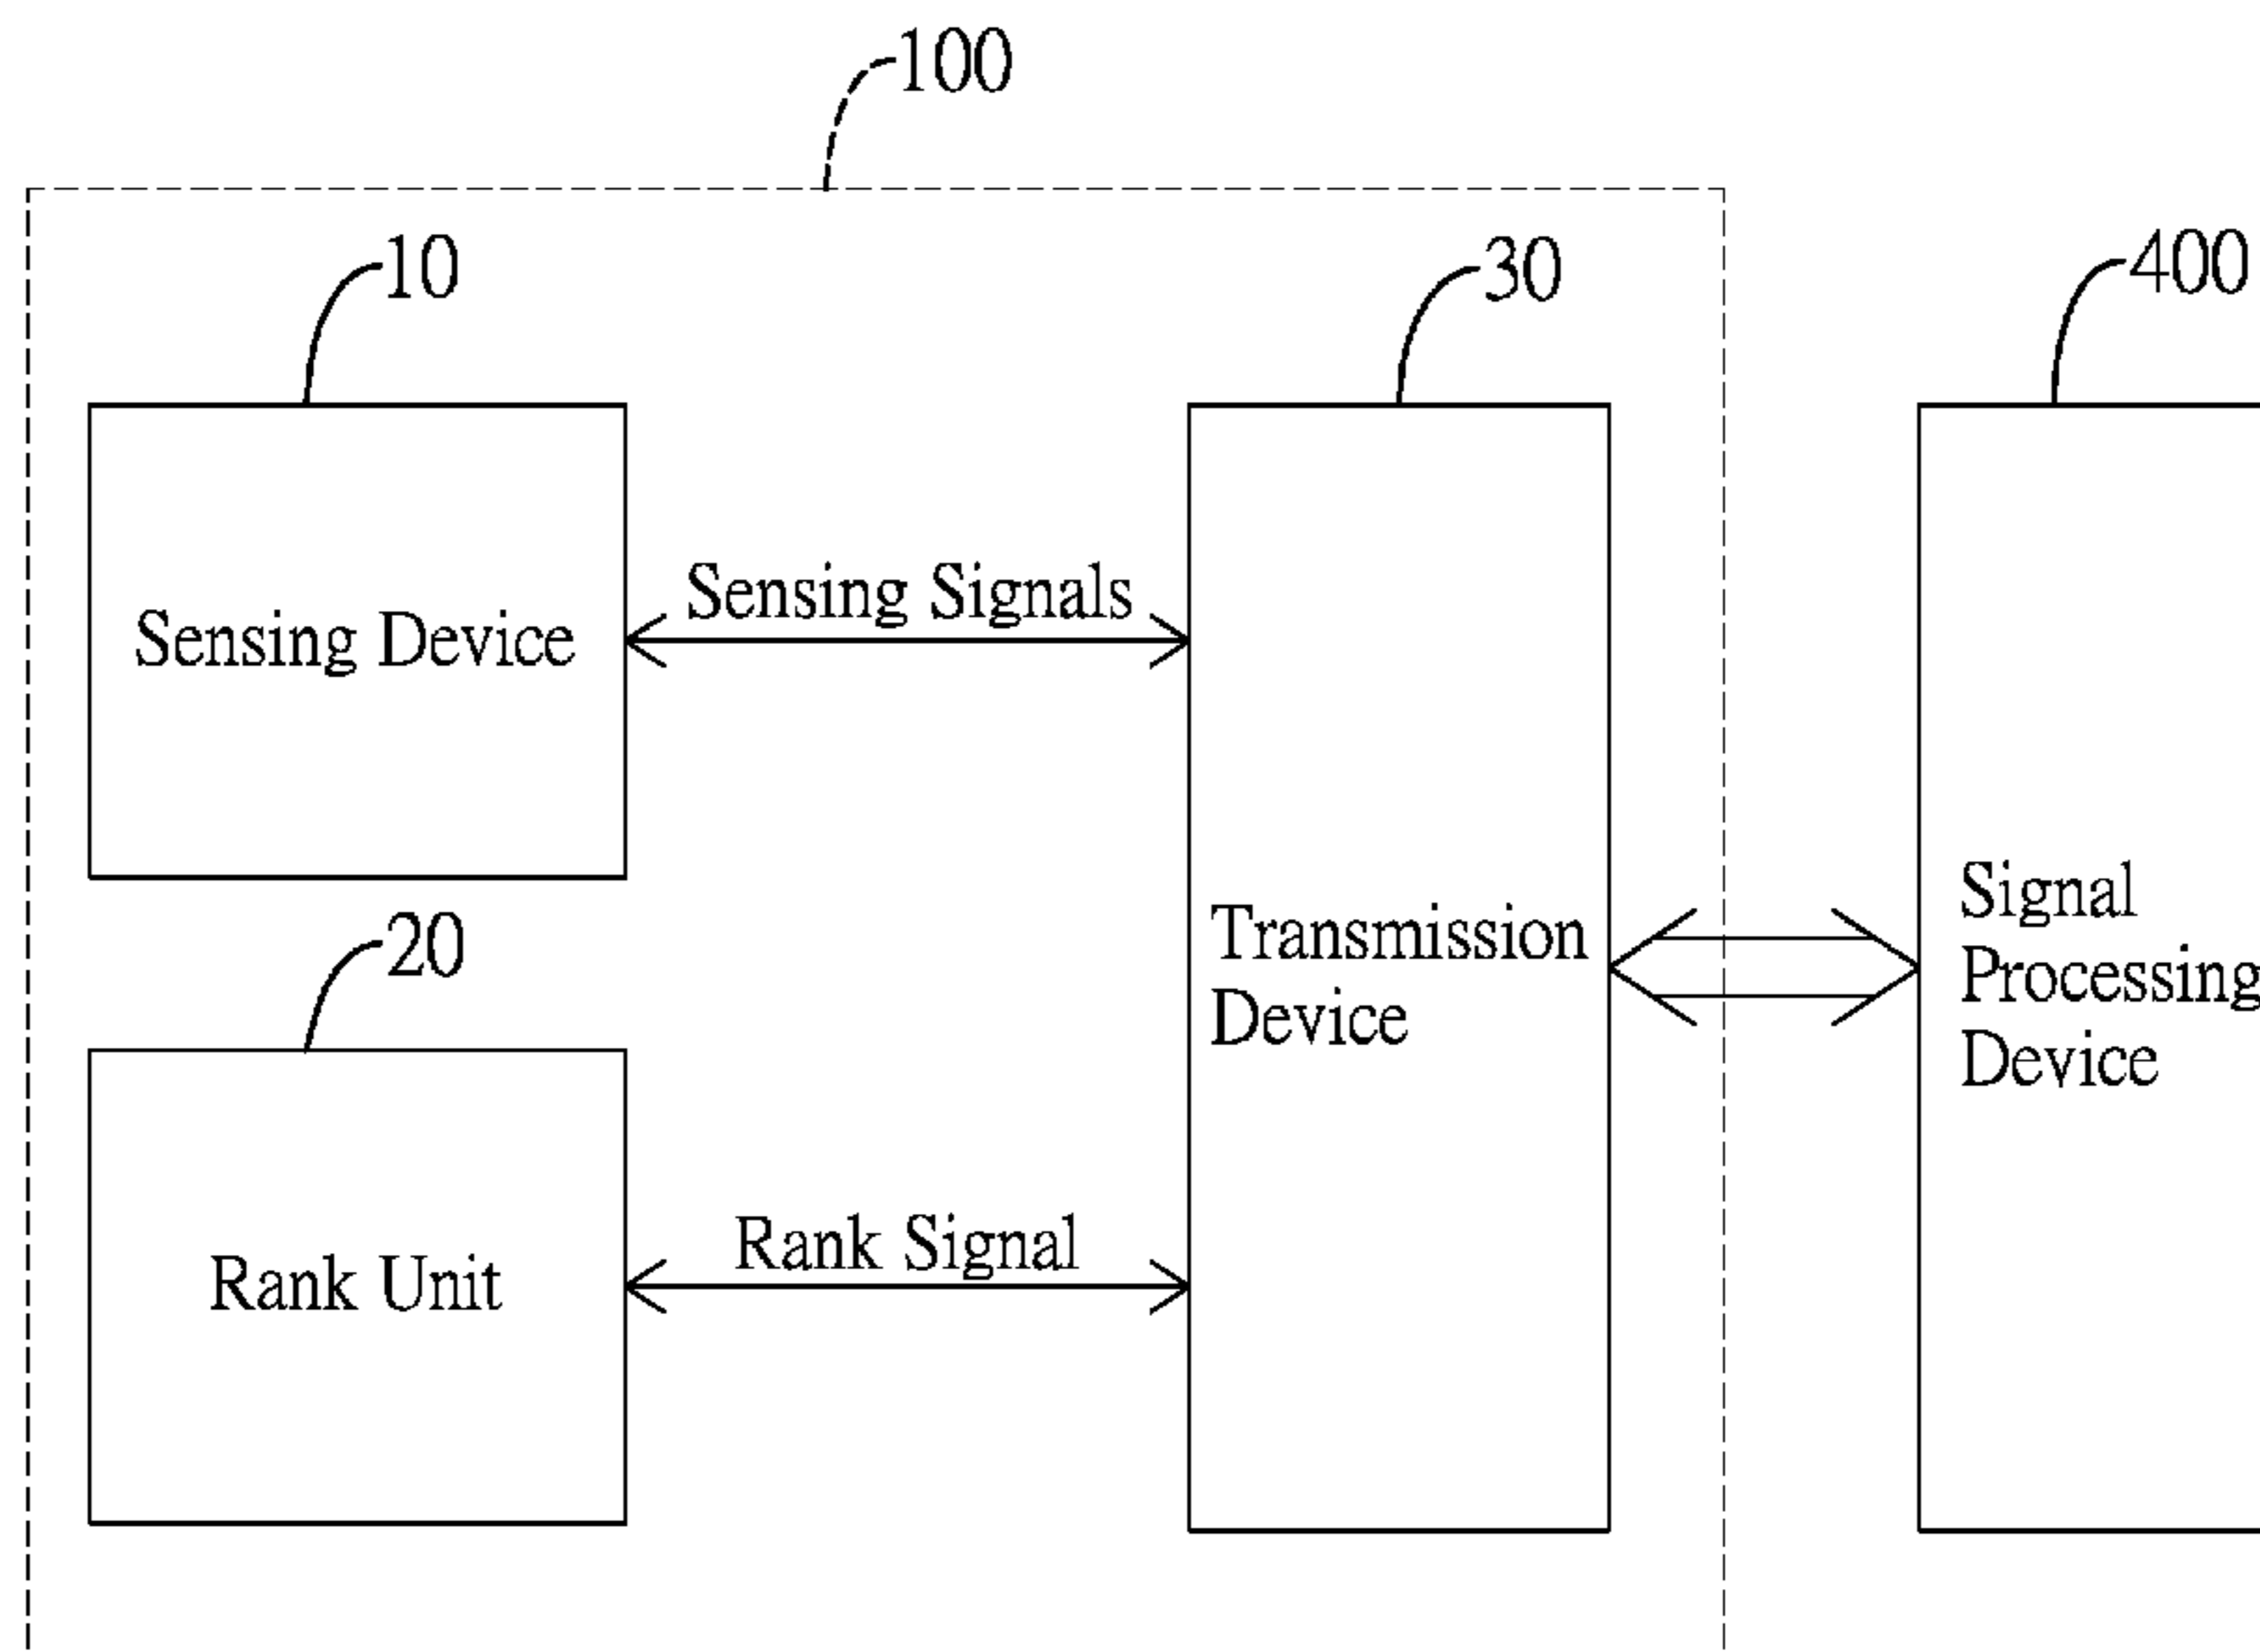 100
10
30
400
Sensing Signals
Sensing Device
Signal
Transmission
Processing
Device
Device
20
Rank Signal
Rank Unit